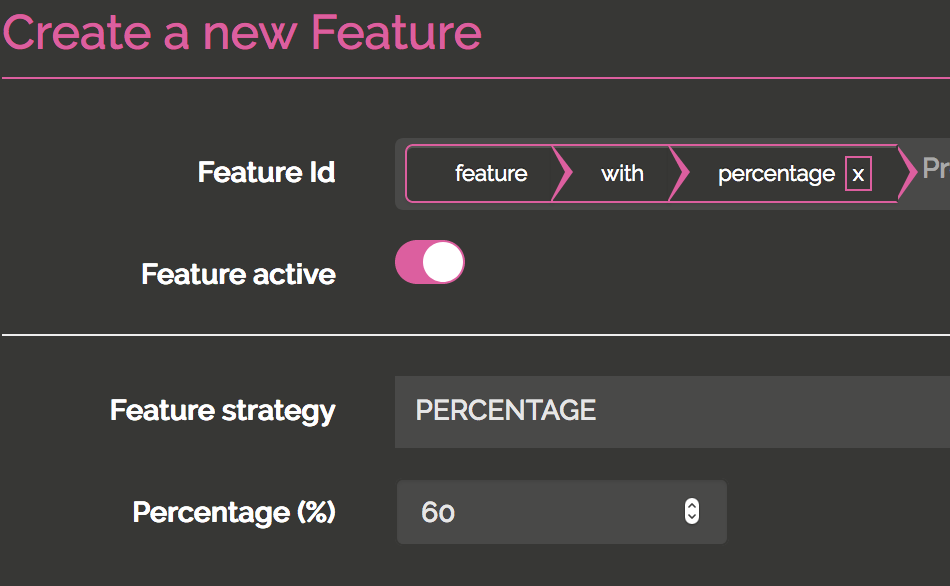 Create a new Feature
Feature Id feature with percentage x Pr
Feature active
Feature strategy PERCENTAGE
Percentage (%) 60